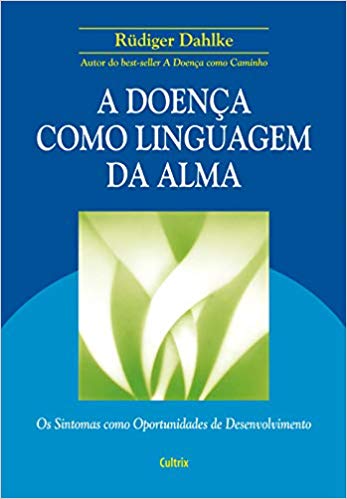 Rüdiger Dahlke
Autor do best-seller A Doença como Caminho
A DOENÇA
COMO LINGUAGEM
DA ALMA
Os Sintomas como Oportunidades de Desenvolvimento
Cultrix